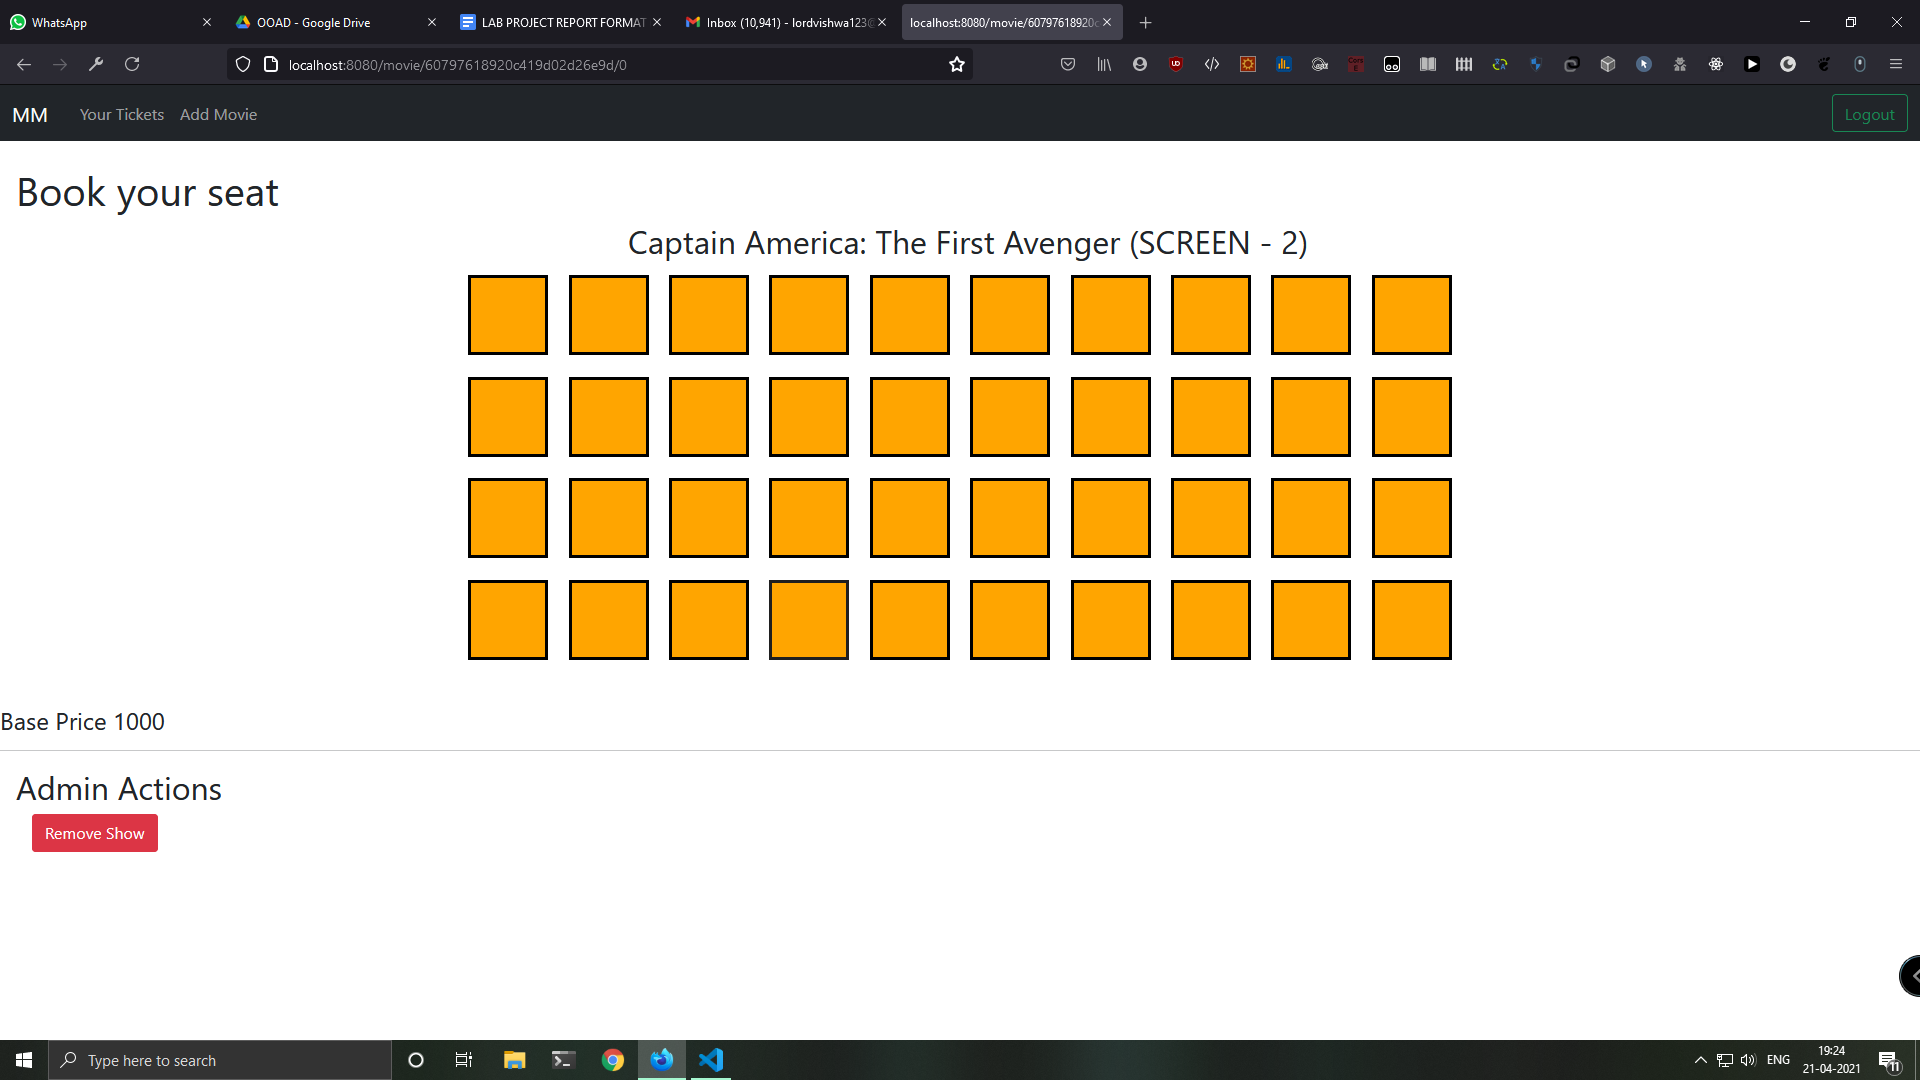 WhatsApp
OOAD - Google Drive
LAB PROJECT REPORT FORMAT
Inbox (10,941) - lordvishwa123@
localhost:8080/movie/60797618920c
localhost:8080/movie/60797618920c419d02d26e9d/0
MM
Your Tickets
Add Movie
Logout
Book your seat
Captain America: The First Avenger (SCREEN - 2)
Base Price 1000
Admin Actions
Remove Show
Type here to search
ENG
19:24
21-04-2021
11